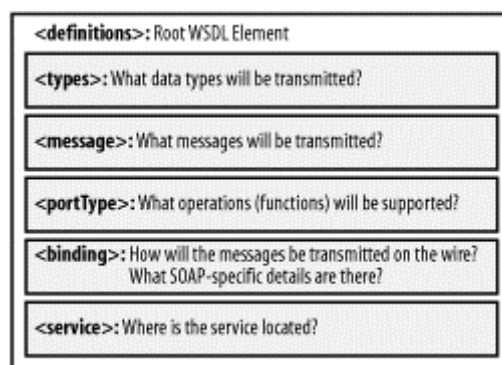 <definitions>: Root WSDL Element
<types>: What data types will be transmitted?
<message>: What messages will be transmitted?
<portType>: What operations (functions) will be supported?
<binding>: How will the messages be transmitted on the wire?
What SOAP-specific details are there?
<service>: Where is the service located?